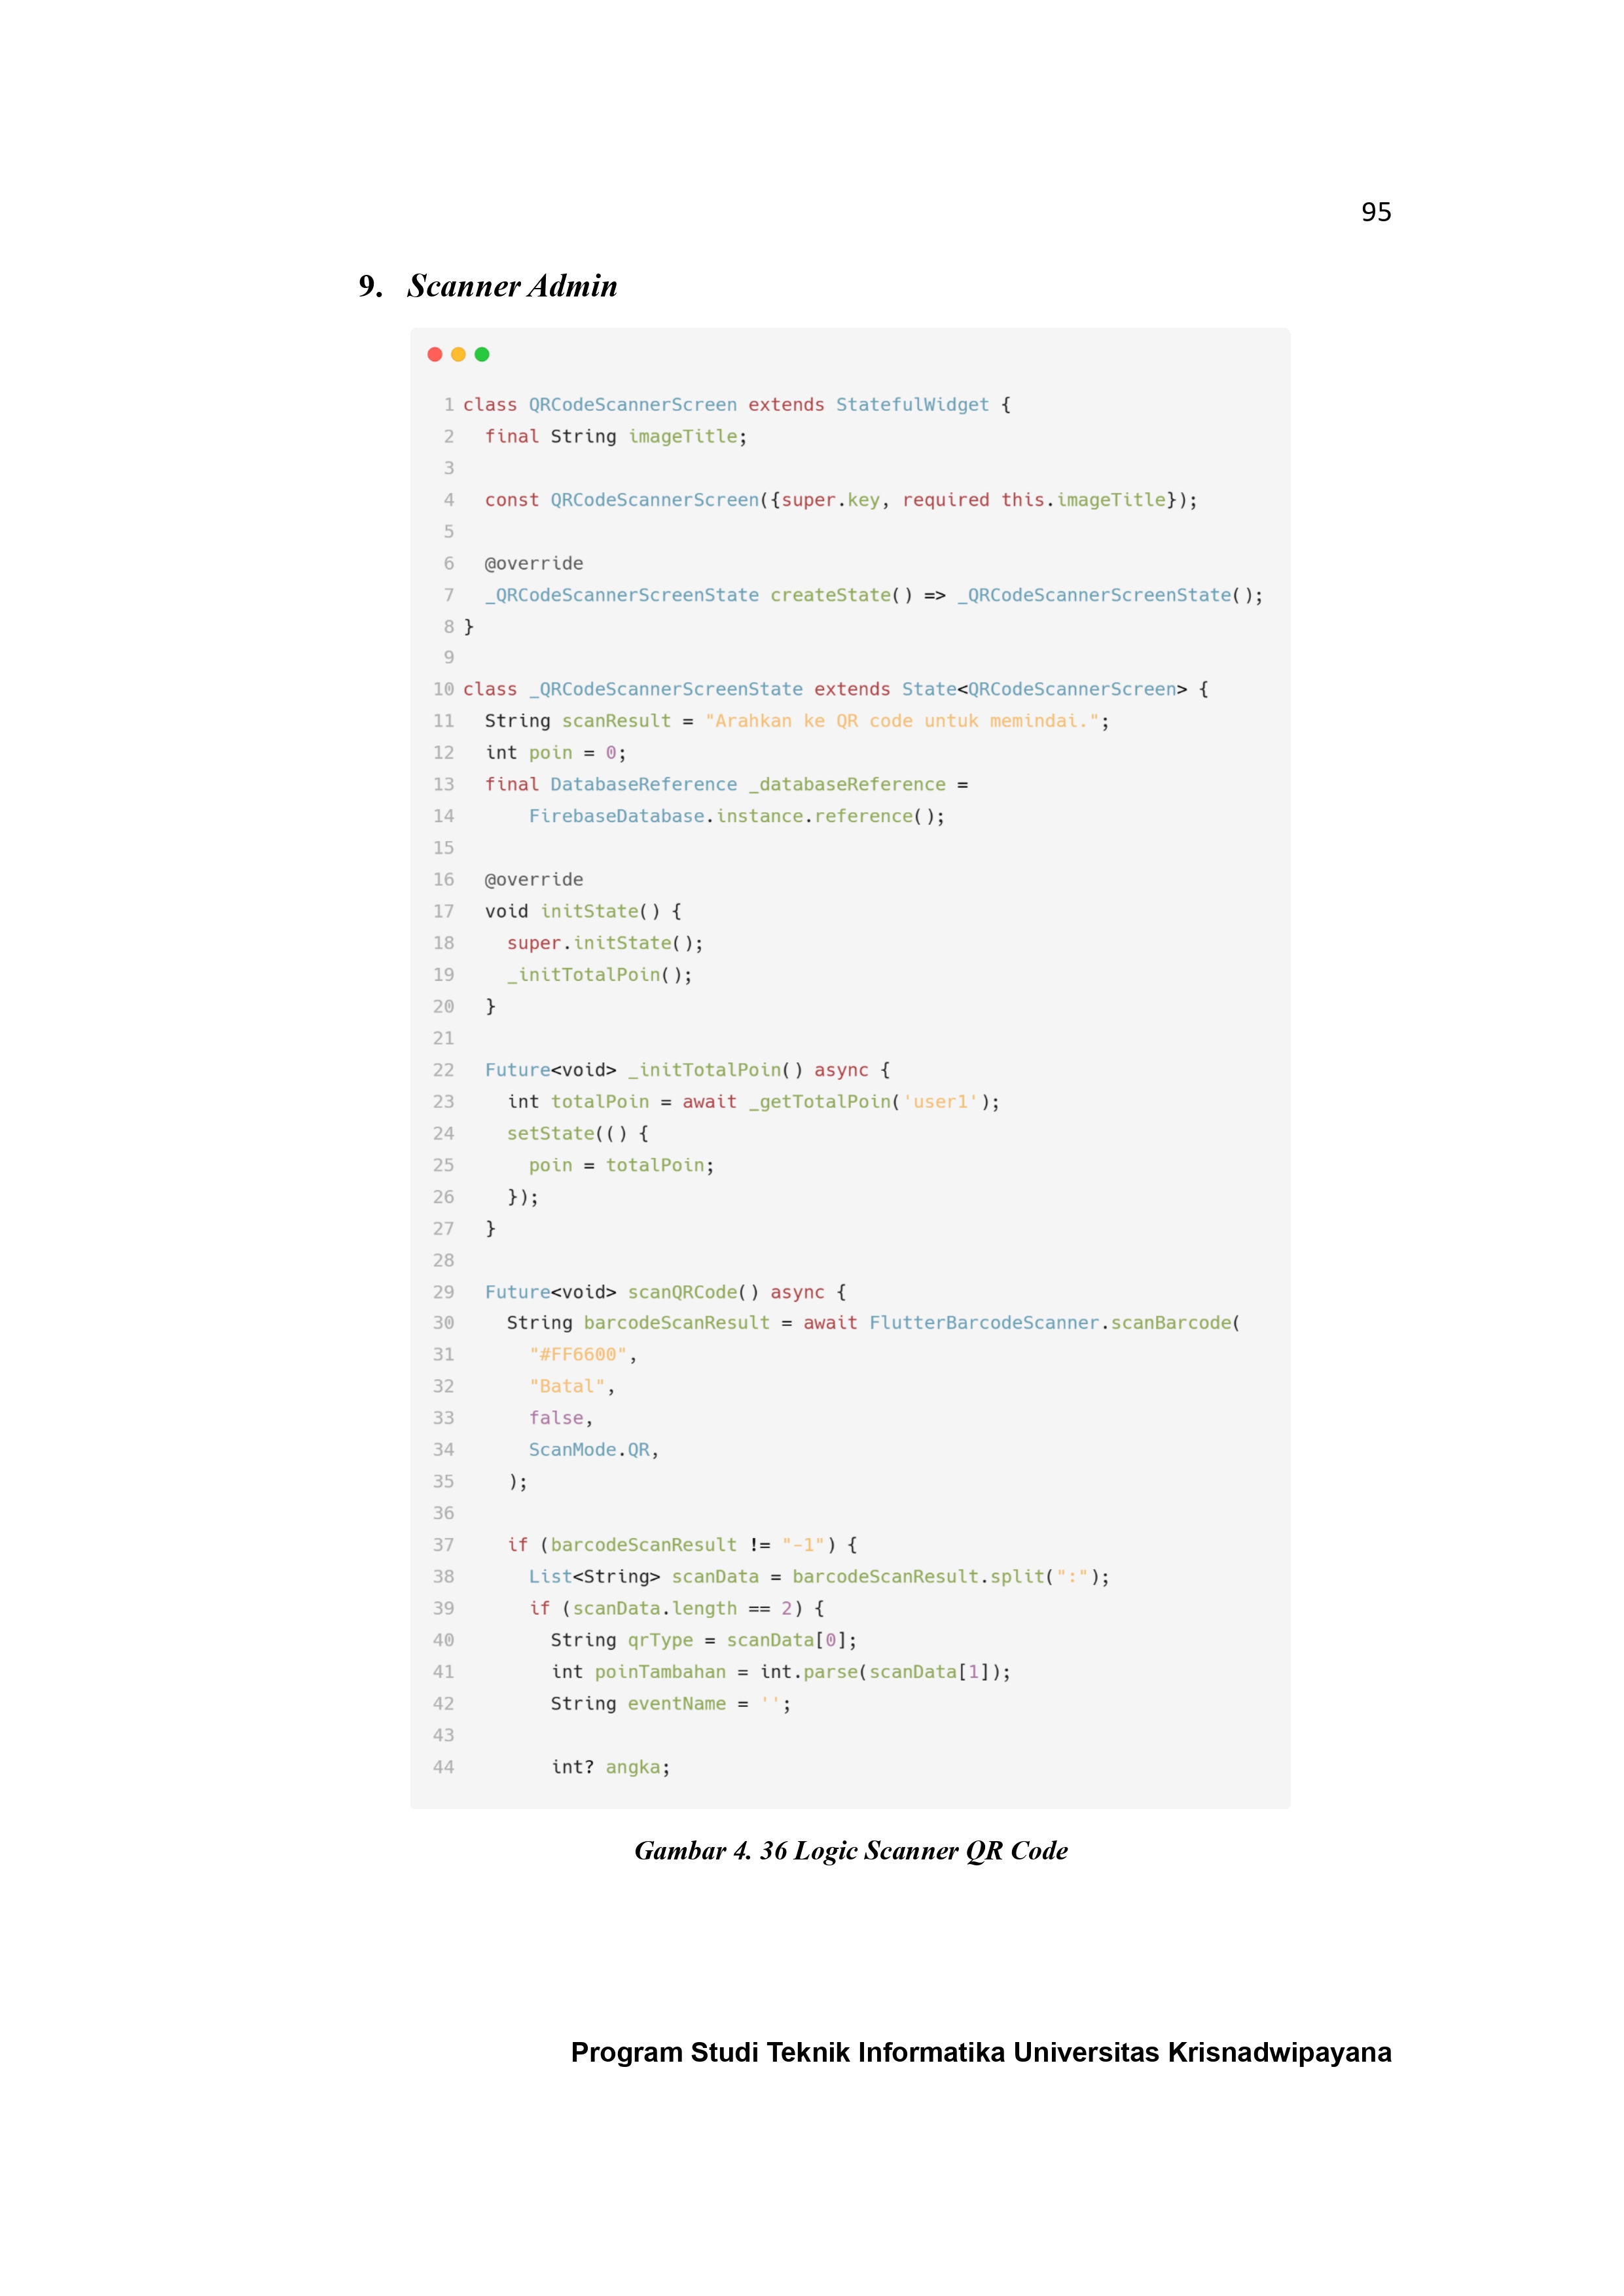 95
9. Scanner Admin
1 class QRCodeScannerScreen extends StatefulWidget {
2   final String imageTitle;
3
4   const QRCodeScannerScreen({super.key, required this.imageTitle});
5
6   @override
7   _QRCodeScannerScreenState createState() => _QRCodeScannerScreenState();
8 }
9
10 class _QRCodeScannerScreenState extends State<QRCodeScannerScreen> {
11   String scanResult = "Arahkan ke QR code untuk memindai.";
12   int poin = 0;
13   final DatabaseReference _databaseReference =
14       FirebaseDatabase.instance.reference();
15
16   @override
17   void initState() {
18     super.initState();
19     _initTotalPoin();
20   }
21
22   Future<void> _initTotalPoin() async {
23     int totalPoin = await _getTotalPoin('user1');
24     setState(() {
25       poin = totalPoin;
26     });
27   }
28
29   Future<void> scanQRCode() async {
30     String barcodeScanResult = await FlutterBarcodeScanner.scanBarcode(
31       "#FF6600",
32       "Batal",
33       false,
34       ScanMode.QR,
35     );
36
37     if (barcodeScanResult != "-1") {
38       List<String> scanData = barcodeScanResult.split(":");
39       if (scanData.length == 2) {
40         String qrType = scanData[0];
41         int poinTambahan = int.parse(scanData[1]);
42         String eventName = '';
43
44         int? angka;
Gambar 4. 36 Logic Scanner QR Code
Program Studi Teknik Informatika Universitas Krisnadwipayana